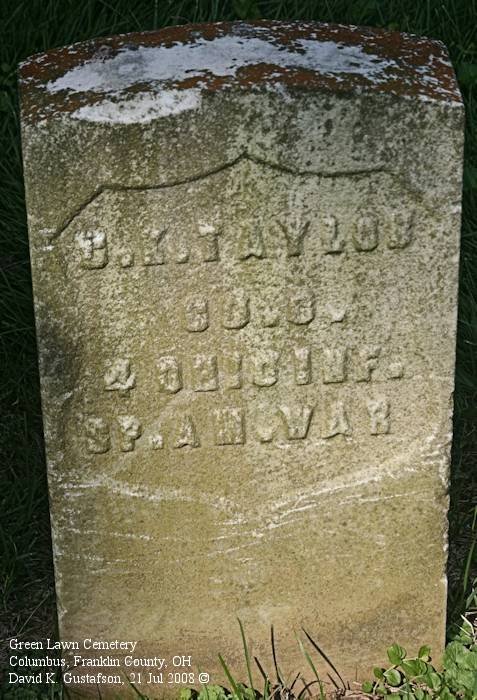 TAYLOR
CO. C.
4 OHIO INF.
SP. AM. WAR
Green Lawn Cemetery
Columbus, Franklin County, OH
David K. Gustafson, 21 Jul 2008 ©